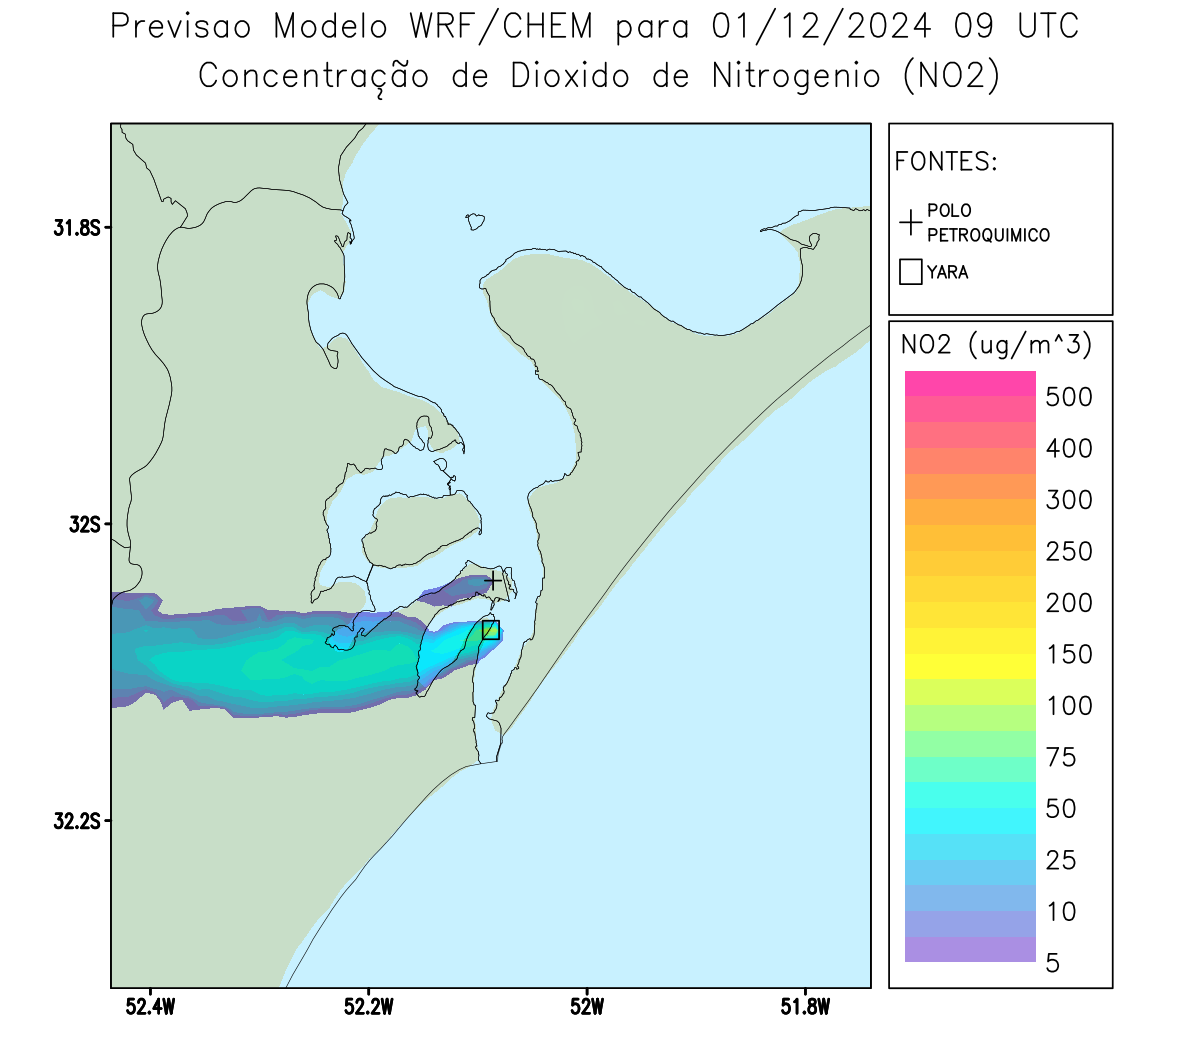 Previsao Modelo WRF/CHEM para 01/12/2024 09 UTC
Concentração de Dioxido de Nitrogenio (NO2)
FONTES:
POLO
PETROQUIMICO
YARA
31.8S
32S
32.2S
52.4W
52.2W
52W
51.8W
NO2 (ug/m^3)
500
400
300
250
200
150
100
75
50
25
10
5